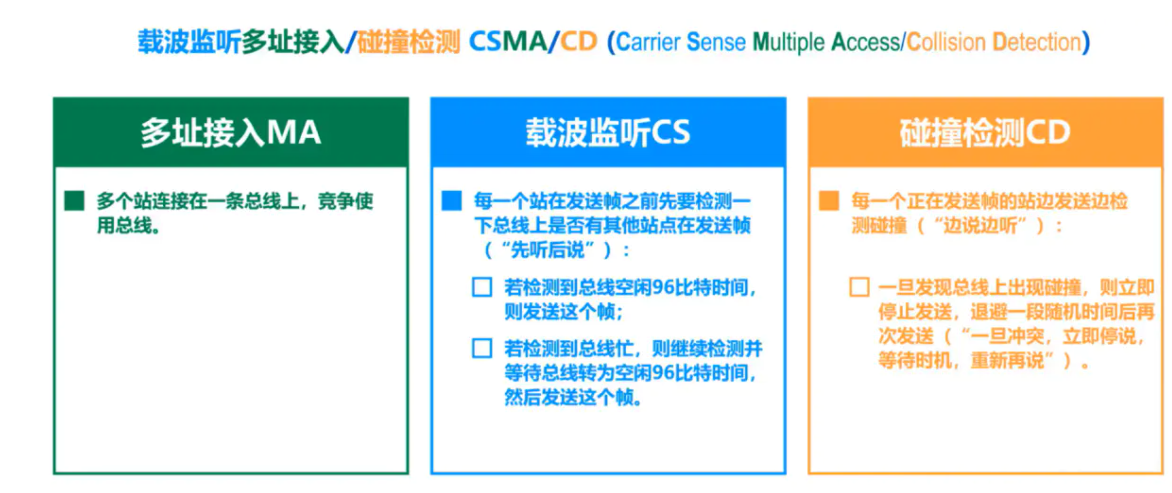 载波监听多址接入/碰撞检测 CSMA/CD (Carrier Sense Multiple Access/Collision Detection)
多址接入MA
多个站连接在一条总线上，竞争使
用总线。
载波监听CS
每一个站在发送帧之前先要检测一
下总线上是否有其他站点在发送帧
（“先听后说”）：
若检测到总线空闲96比特时间，
则发送这个帧；
若检测到总线忙，则继续检测并
等待总线转为空闲96比特时间，
然后发送这个帧。
碰撞检测CD
每一个正在发送帧的站边发送边检
测碰撞（“边说边听”）：
一旦发现总线上出现碰撞，则立即
停止发送，退避一段随机时间后再
次发送（“一旦冲突，立即停说，
等待时机，重新再说”）。